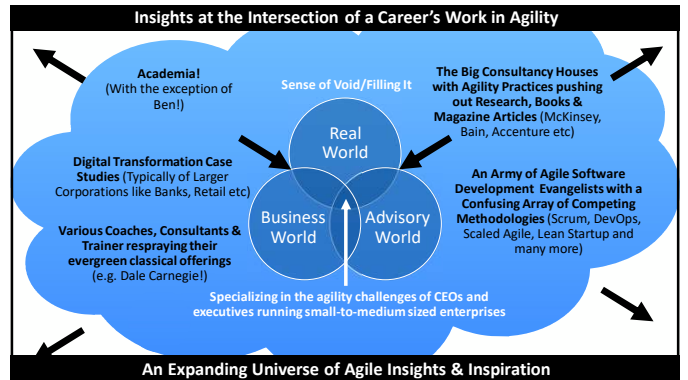 Insights at the Intersection of a Career's Work in Agility
Academia!
(With the exception of
Ben!)
Sense of Void/Filling It
The Big Consultancy Houses
with Agility Practices pushing
out Research, Books &
Magazine Articles (McKinsey,
Bain, Accenture etc)
Real
World
Digital Transformation Case
Studies (Typically of Larger
Corporations like Banks, Retail etc)
An Army of Agile Software
Development Evangelists with a
Confusing Array of Competing
Methodologies (Scrum, DevOps,
Scaled Agile, Lean Startup and
many more)
Business
World
Advisory
World
Various Coaches, Consultants &
Trainer respraying their
evergreen classical offerings
(e.g. Dale Carnegie!)
Specializing in the agility challenges of CEOs and
executives running small-to-medium sized enterprises
An Expanding Universe of Agile Insights & Inspiration